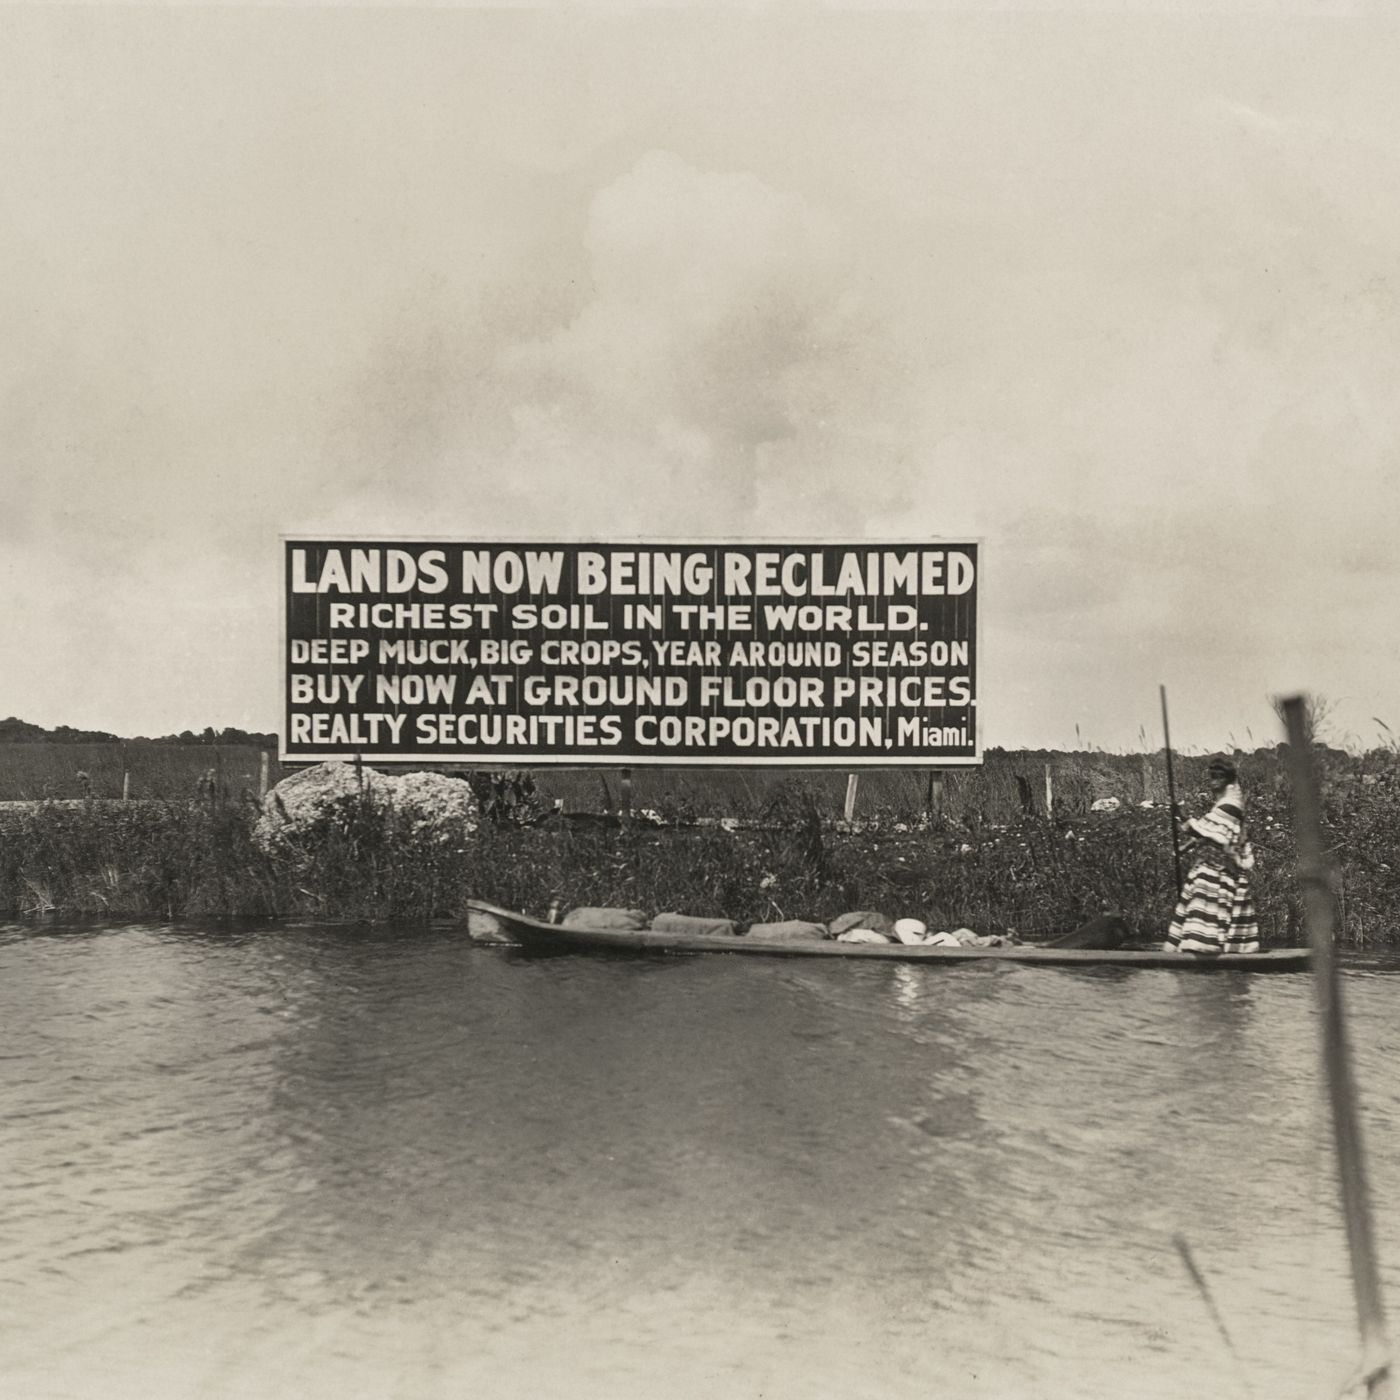 LANDS NOW BEING RECLAIMED
RICHEST SOIL IN THE WORLD.
DEEP MUCK, BIG CROPS, YEAR AROUND SEASON
BUY NOW AT GROUND FLOOR PRICES.
REALTY SECURITIES CORPORATION, Miami.